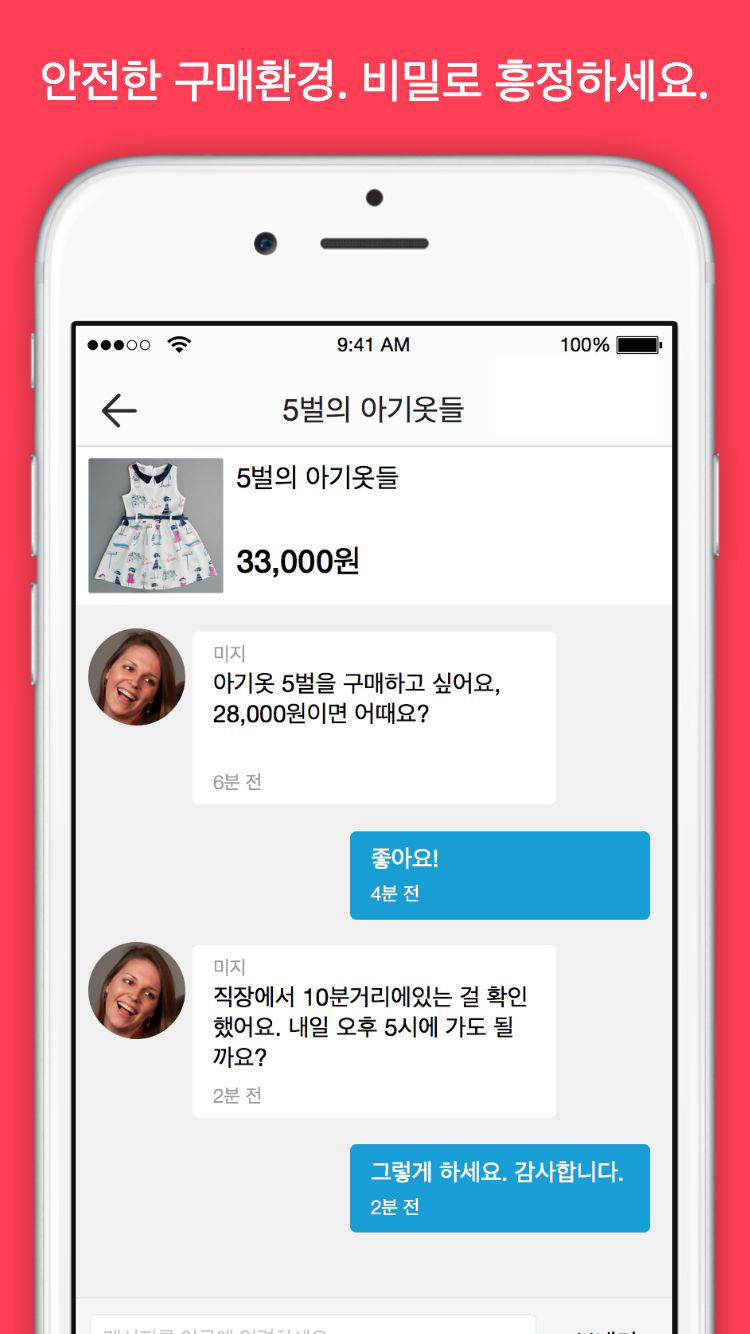 안전한 구매환경. 비밀로 흥정하세요.
9:41 AM
100%
5벌의 아기옷들
5벌의 아기옷들
33,000원
미지
아기옷 5벌을 구매하고 싶어요,
28,000원이면 어때요?
6분 전
좋아요!
4분 전
미지
직장에서 10분거리에있는 걸 확인
했어요. 내일 오후 5시에 가도 될
까요?
2분 전
그렇게 하세요. 감사합니다.
2분 전